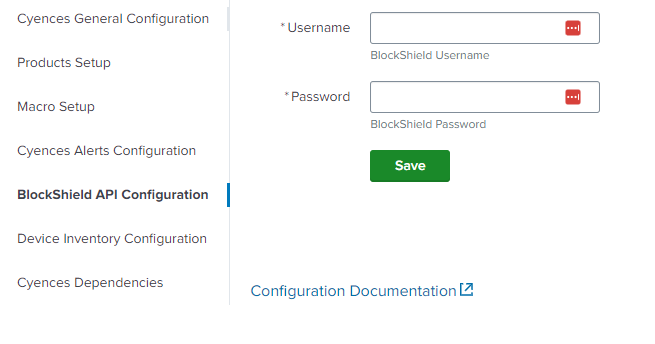 Cyences General Configuration
Products Setup
Macro Setup
Cyences Alerts Configuration
BlockShield API Configuration
Device Inventory Configuration
Cyences Dependencies
*Username
BlockShield Username
*Password
BlockShield Password
Save
Configuration Documentation